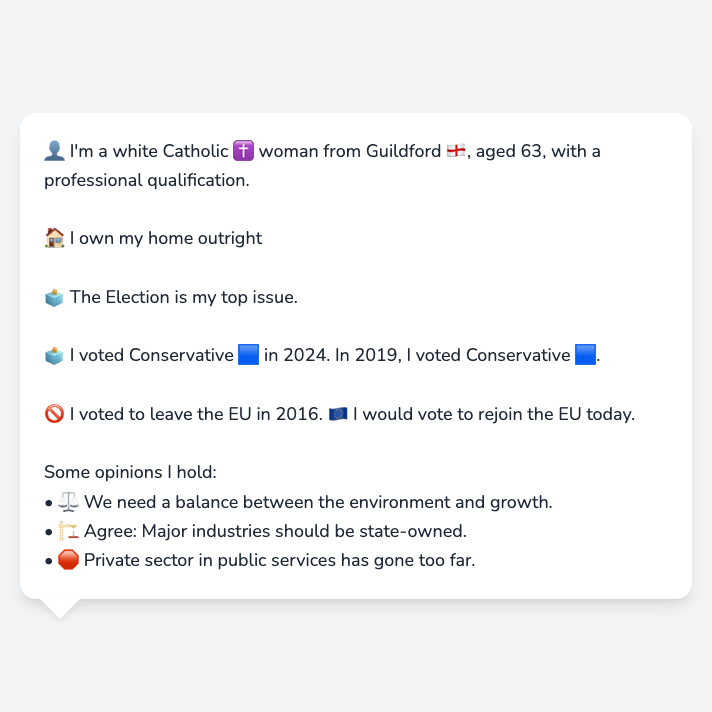 👤 I'm a white Catholic ✝️ woman from Guildford 🏴󠁧󠁢󠁥󠁮󠁧󠁿, aged 63, with a
professional qualification.
🏠 I own my home outright
🗳️ The Election is my top issue.
🗳️ I voted Conservative 🟦 in 2024. In 2019, I voted Conservative 🟦.
🚫 I voted to leave the EU in 2016. 🇪🇺 I would vote to rejoin the EU today.
Some opinions I hold:
• ⚖️ We need a balance between the environment and growth.
• 🏗️ Agree: Major industries should be state-owned.
• 🛑 Private sector in public services has gone too far.